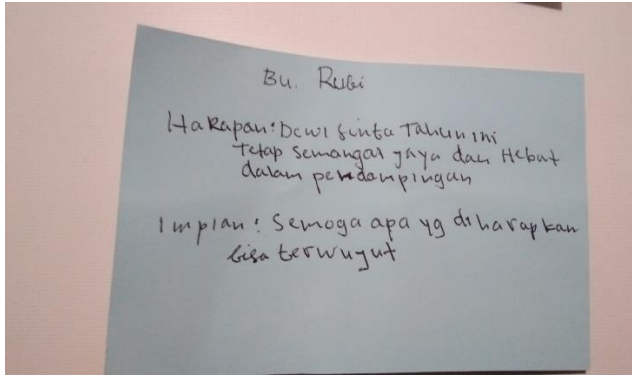 Bu. Rubi
Harapan: Dewi Sinta Tahun ini
Tetap Semangat jaya dan Hebat
dalam pendampingan
Impian: Semoga apa yg diharapkan
bisa terwujut